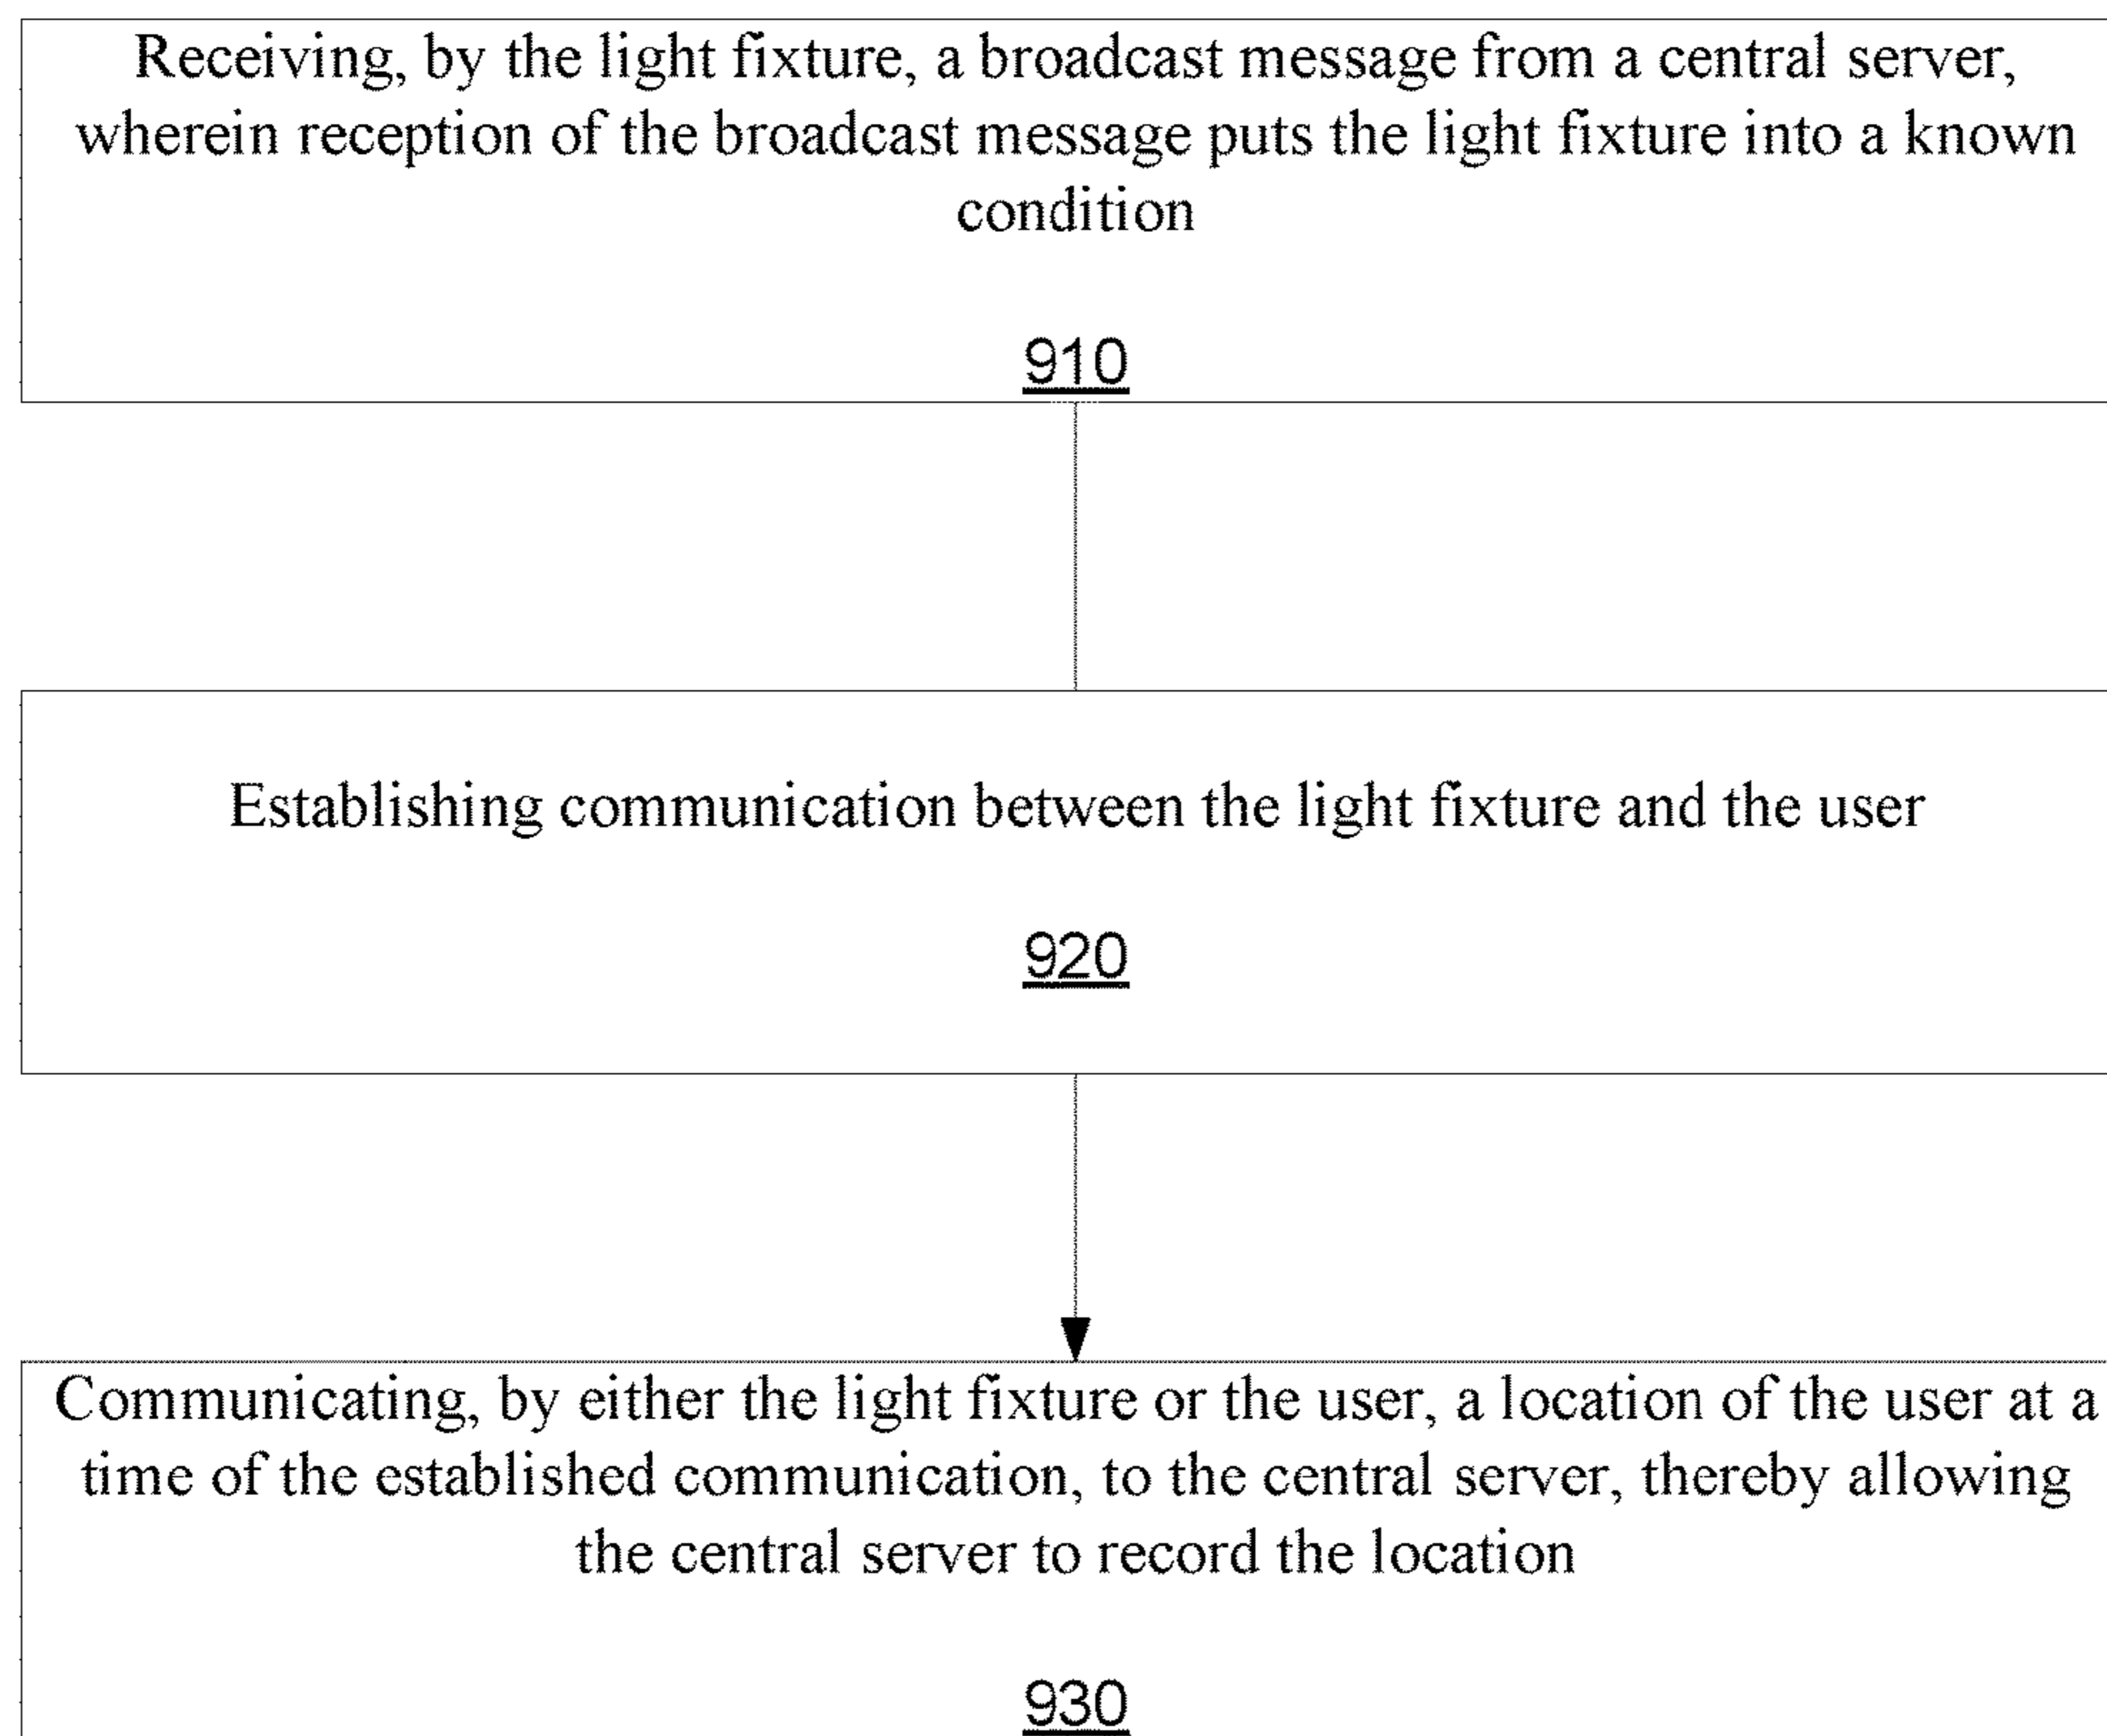 Receiving, by the light fixture, a broadcast message from a central server,
wherein reception of the broadcast message puts the light fixture into a known
condition
910
Establishing communication between the light fixture and the user
920
Communicating, by either the light fixture or the user, a location of the user at a
time of the established communication, to the central server, thereby allowing
the central server to record the location
930